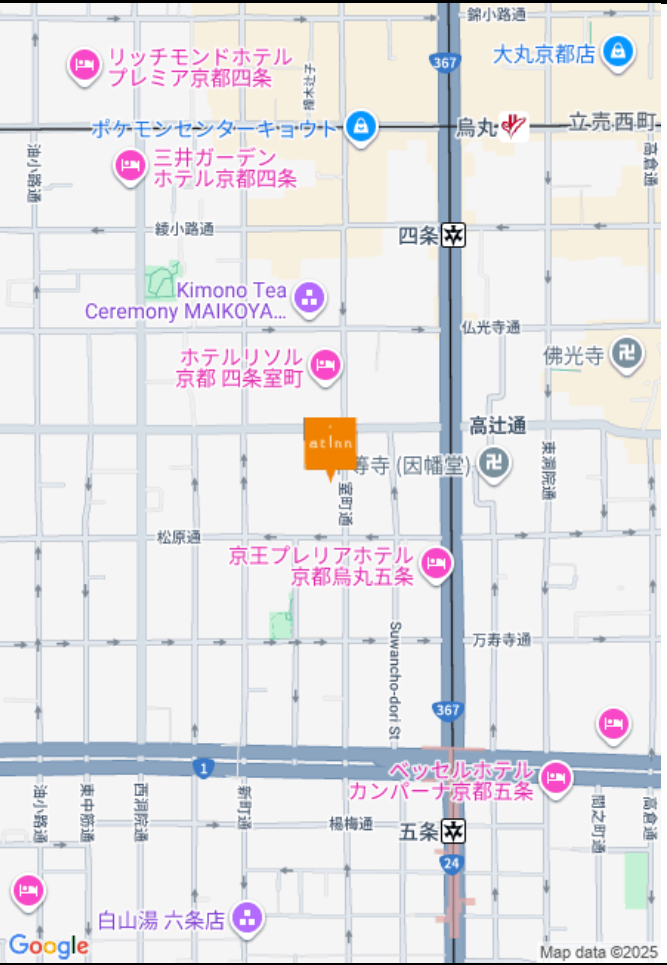 錦小路通
リッチモンドホテル
プレミア京都四条
367
大丸京都店
ポケモンセンターキョウト
烏丸
立売西町
油小路通
三井ガーデン
ホテル京都四条
高倉通
綾小路通
四条
Kimono Tea
Ceremony MAIKOYA...
仏光寺通
ホテルリソル
京都 四条室町
佛光寺
高辻通
atinn
等寺 (因幡堂)
東洞院通
室町通
松原通
京王プレリアホテル
京都烏丸五条
Suwancho-dori St
万寿寺通
367
1
ベッセルホテル
カンパーナ京都五条
油小路通
東中筋通
西洞院通
新町通
楊梅通
五条
間之町通
高倉通
24
白山湯 六条店
Google
Map data ©2025